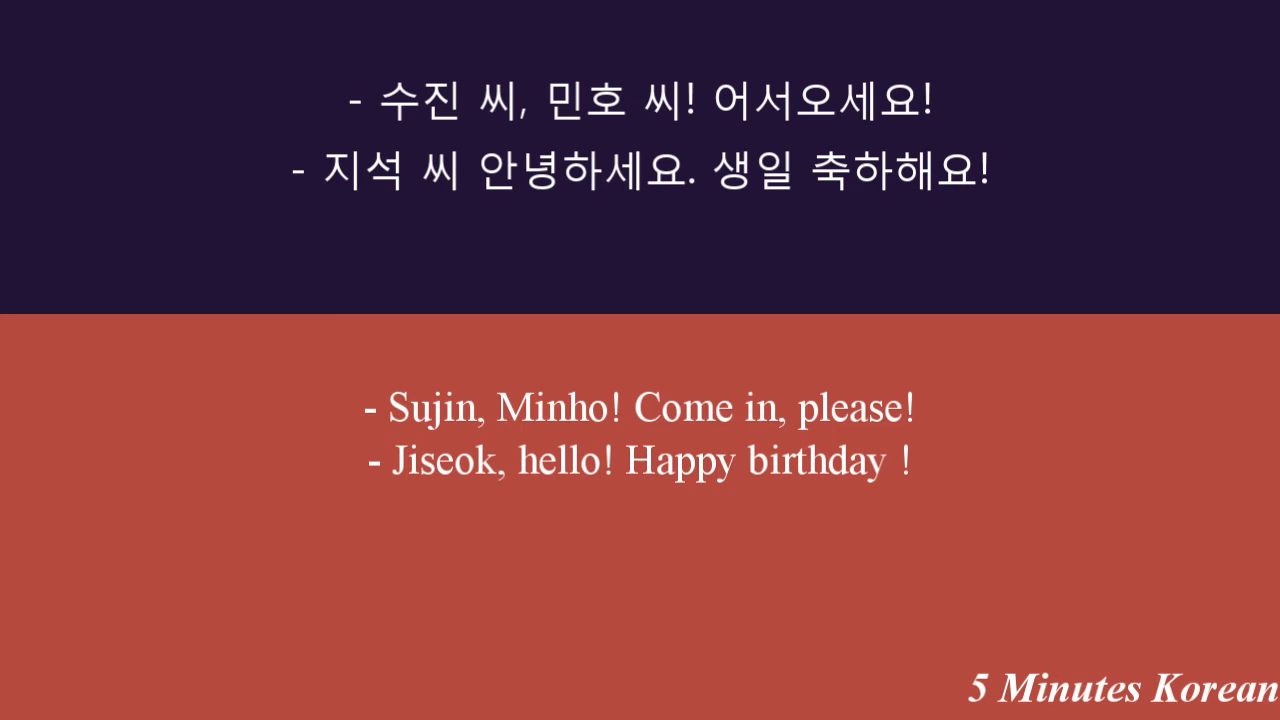 - 수진 씨, 민호 씨! 어서오세요!
- 지석 씨 안녕하세요. 생일 축하해요!
- Sujin, Minho! Come in, please!
- Jiseok, hello! Happy birthday !
5 Minutes Korean